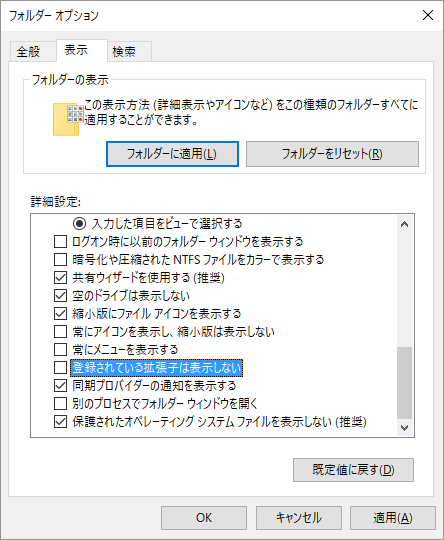 フォルダー オプション
全般
表示
検索
フォルダーの表示
この表示方法 (詳細表示やアイコンなど) をこの種類のフォルダーすべてに
適用することができます。
フォルダーに適用(L)
フォルダーをリセット(R)
詳細設定:
入力した項目をビューで選択する
ログオン時に以前のフォルダー ウィンドウを表示する
暗号化や圧縮された NTFS ファイルをカラーで表示する
共有ウィザードを使用する (推奨)
空のドライブは表示しない
縮小版にファイル アイコンを表示する
常にアイコンを表示し、縮小版は表示しない
常にメニューを表示する
登録されている拡張子は表示しない
同期プロバイダーの通知を表示する
別のプロセスでフォルダー ウィンドウを開く
保護されたオペレーティング システム ファイルを表示しない (推奨)
既定値に戻す(D)
OK
キャンセル
適用(A)